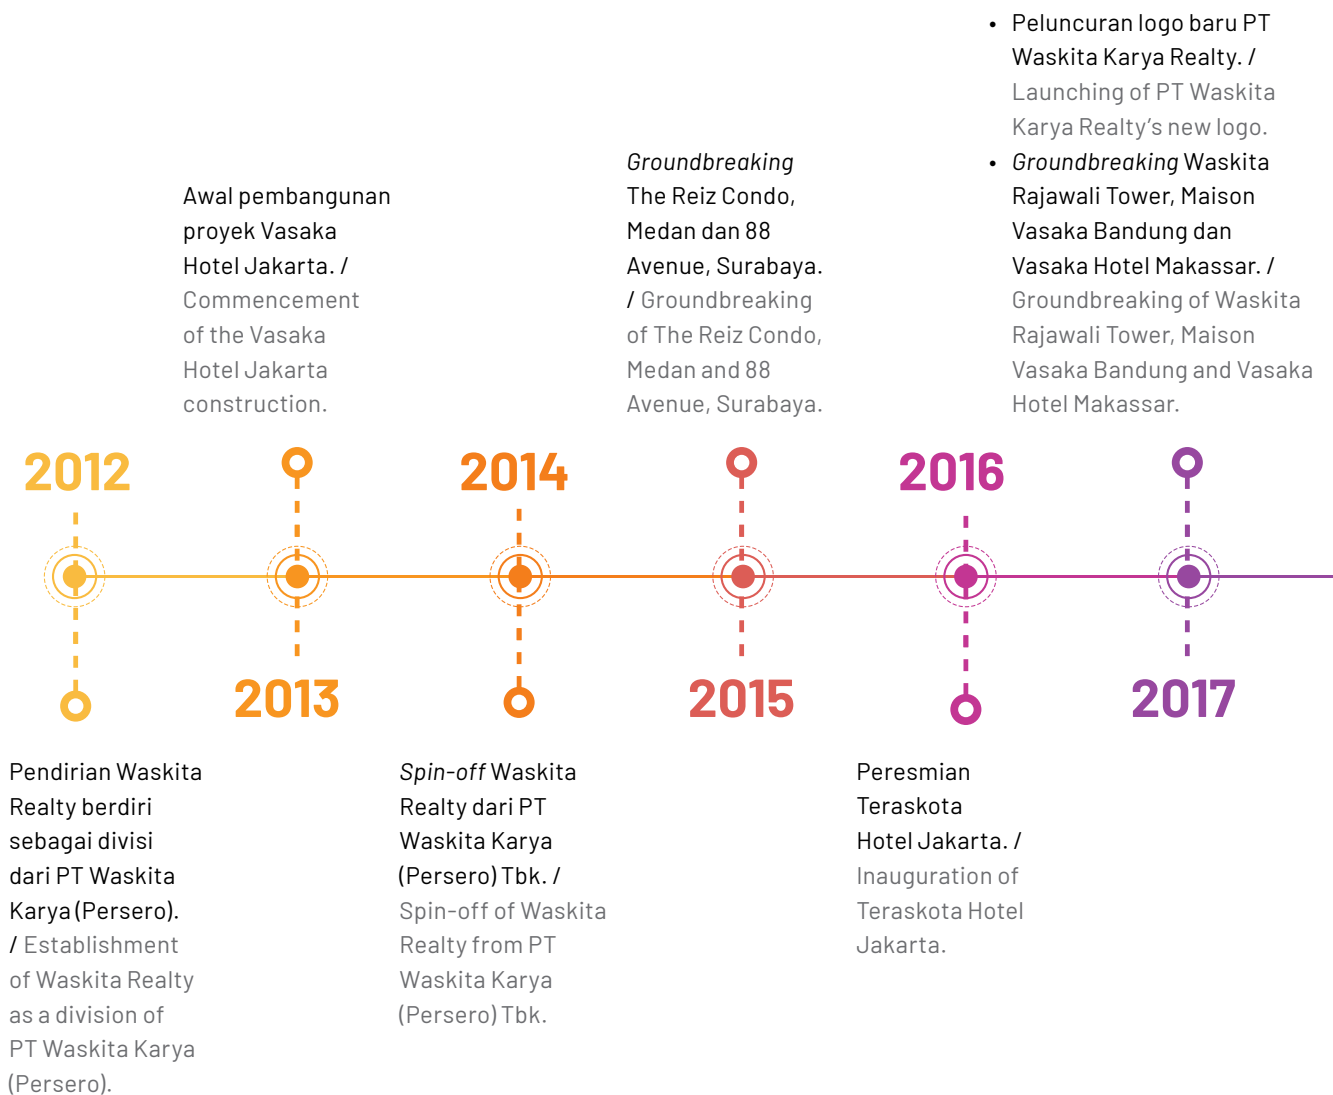 2012
Pendirian Waskita
Realty berdiri
sebagai divisi
dari PT Waskita
Karya (Persero).
/ Establishment
of Waskita Realty
as a division of
PT Waskita Karya
(Persero).
Awal pembangunan
proyek Vasaka
Hotel Jakarta. /
Commencement
of the Vasaka
Hotel Jakarta
construction.
2013
2014
Spin-off Waskita
Realty dari PT
Waskita Karya
(Persero) Tbk. /
Spin-off of Waskita
Realty from PT
Waskita Karya
(Persero) Tbk.
Groundbreaking
The Reiz Condo,
Medan dan 88
Avenue, Surabaya.
/ Groundbreaking
of The Reiz Condo,
Medan and 88
Avenue, Surabaya.
2015
2016
Peresmian
Teraskota
Hotel Jakarta. /
Inauguration of
Teraskota Hotel
Jakarta.
• Peluncuran logo baru PT
Waskita Karya Realty. /
Launching of PT Waskita
Karya Realty's new logo.
• Groundbreaking Waskita
Rajawali Tower, Maison
Vasaka Bandung dan
Vasaka Hotel Makassar. /
Groundbreaking of Waskita
Rajawali Tower, Maison
Vasaka Bandung and Vasaka
Hotel Makassar.
2017